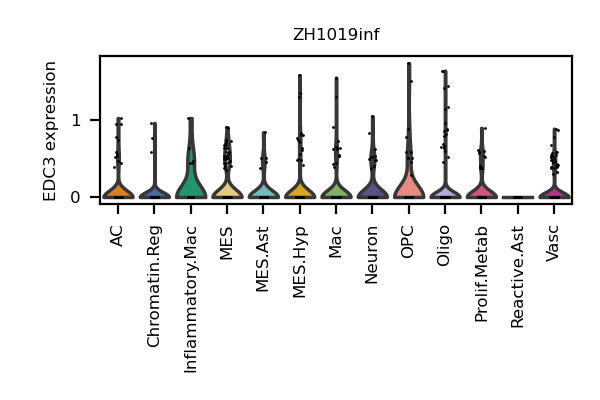 ZH1019inf
EDC3 expression
1
0
AC
Chromatin.Reg
Inflammatory.Mac
MES
MES.Ast
MES.Hyp
Mac
Neuron
OPC
Oligo
Prolif.Metab
Reactive.Ast
Vasc